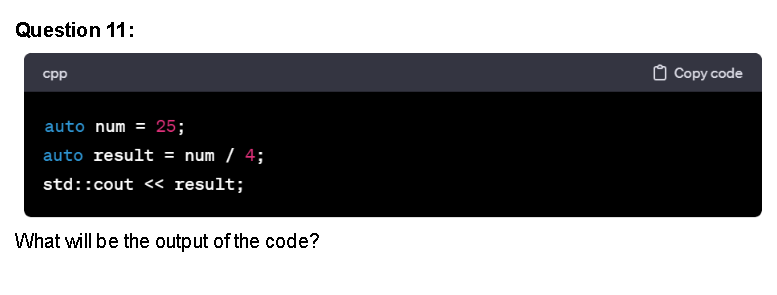 Question 11:
cpp Copy code
auto num = 25;
auto result = num / 4;
std::cout << result;
What will be the output of the code?